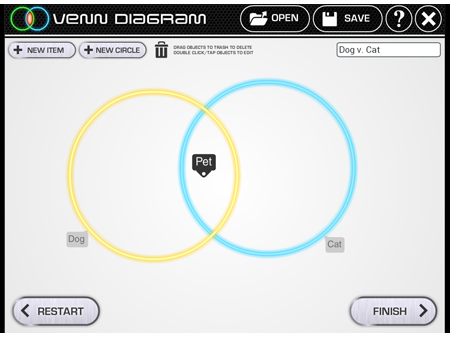 VENN DIAGRAM
OPEN
SAVE
?
+ NEW ITEM
+ NEW CIRCLE
DRAG OBJECTS TO TRASH TO DELETE
DOUBLE CLICK/TAP OBJECTS TO EDIT
Dog v. Cat
Pet
Dog
Cat
RESTART
FINISH